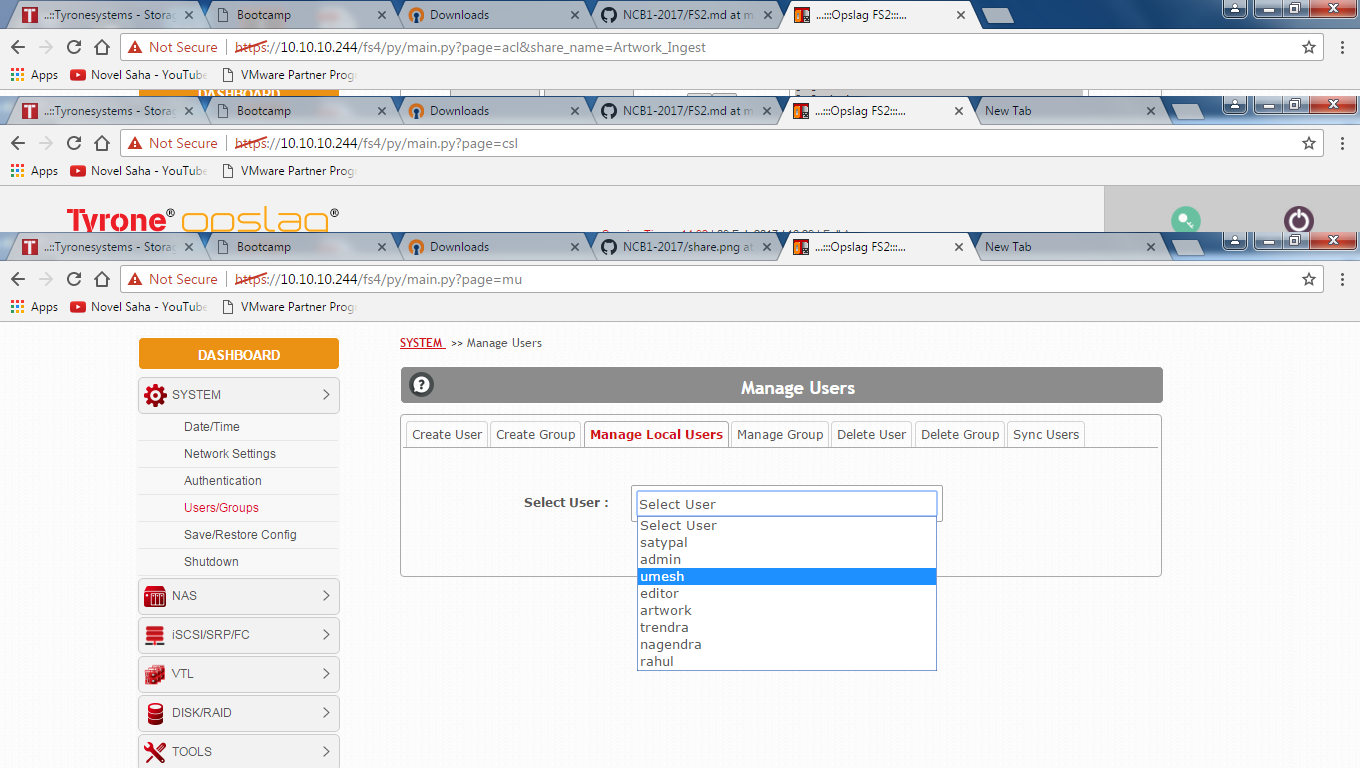 ..::Tyronesystems - Storag
Bootcamp
Downloads
NCB1-2017/FS2.md at m
...:::Opslag FS2:::...
Not Secure
https://10.10.10.244/fs4/py/main.py?page=acl&share_name=Artwork_Ingest
Apps
Novel Saha - YouTube
VMware Partner Prog
DASHBOARD
..::Tyronesystems - Storag
Bootcamp
Downloads
NCB1-2017/FS2.md at m
...:::Opslag FS2:::...
New Tab
Not Secure
https://10.10.10.244/fs4/py/main.py?page=csl
Apps
Novel Saha - YouTube
VMware Partner Prog
Tyrone® opslag®
..::Tyronesystems - Storag
Bootcamp
Downloads
NCB1-2017/share.png at
...:::Opslag FS2:::...
New Tab
Not Secure
https://10.10.10.244/fs4/py/main.py?page=mu
Apps
Novel Saha - YouTube
VMware Partner Prog
DASHBOARD
SYSTEM
Date/Time
Network Settings
Authentication
Users/Groups
Save/Restore Config
Shutdown
NAS
iSCSI/SRP/FC
VTL
DISK/RAID
TOOLS
SYSTEM >> Manage Users
Manage Users
Create User
Create Group
Manage Local Users
Manage Group
Delete User
Delete Group
Sync Users
Select User :
Select User
Select User
satypal
admin
umesh
editor
artwork
trendra
nagendra
rahul